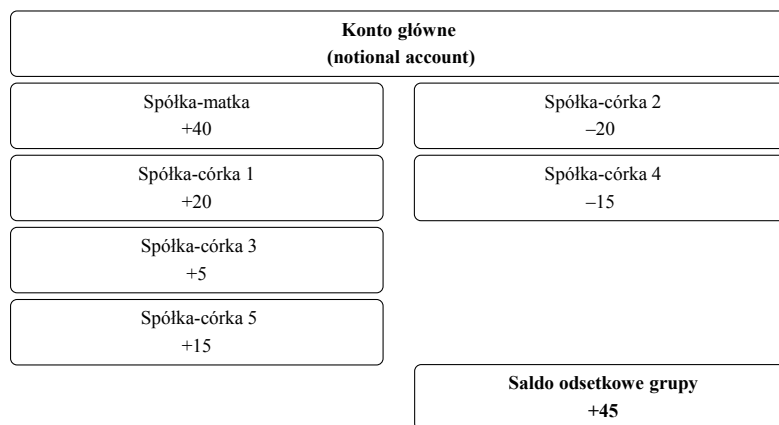 Konto główne
(notional account)
Spółka-matka
+40
Spółka-córka 2
–20
Spółka-córka 1
+20
Spółka-córka 4
–15
Spółka-córka 3
+5
Spółka-córka 5
+15
Saldo odsetkowe grupy
+45